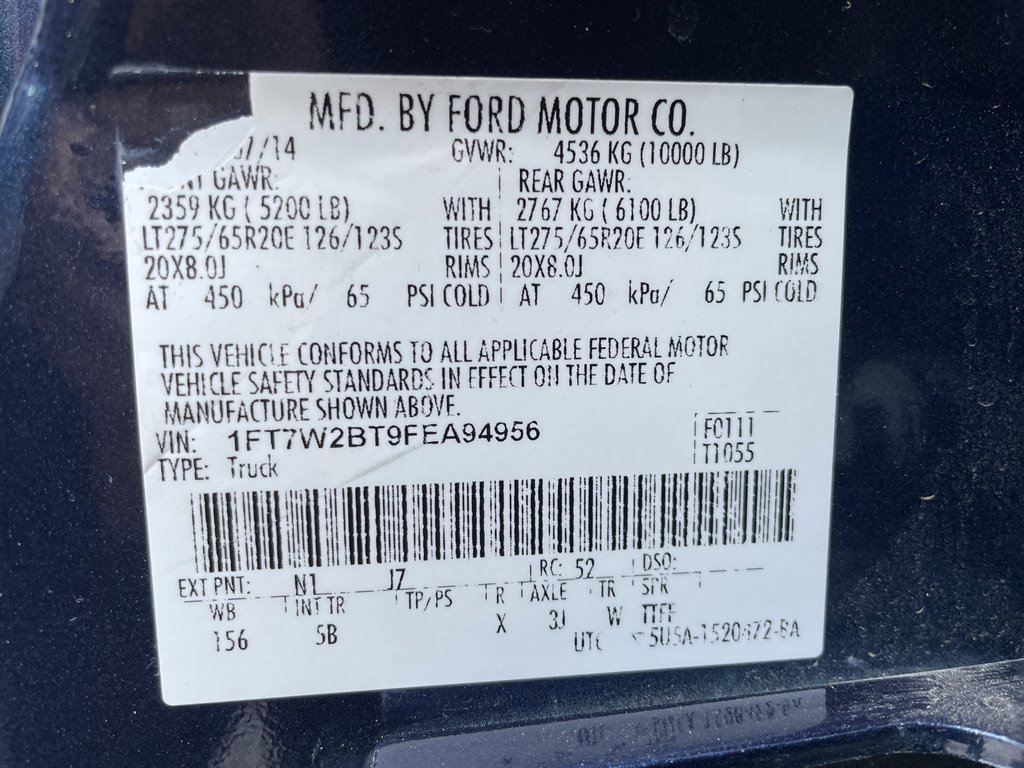 MFD. BY FORD MOTOR CO.
07/14 GVWR: 4536 KG (10000 LB)
FRONT GAWR: REAR GAWR:
2359 KG ( 5200 LB) WITH 2767 KG ( 6100 LB) WITH
LT275/65R20E 126/123S TIRES LT275/65R20E 126/123S TIRES
20X8.0J RIMS 20X8.0J RIMS
AT 450 kPa/ 65 PSI COLD AT 450 kPa/ 65 PSI COLD
THIS VEHICLE CONFORMS TO ALL APPLICABLE FEDERAL MOTOR
VEHICLE SAFETY STANDARDS IN EFFECT ON THE DATE OF
MANUFACTURE SHOWN ABOVE.
VIN: 1FT7W2BT9FEA94956 F0111
TYPE: Truck T1055
EXT PNT: N1 J7 RC: 52 DSO:
WB INT TR TP/PS R AXLE TR SPR
156 5B X 3J W TTFF
UTC